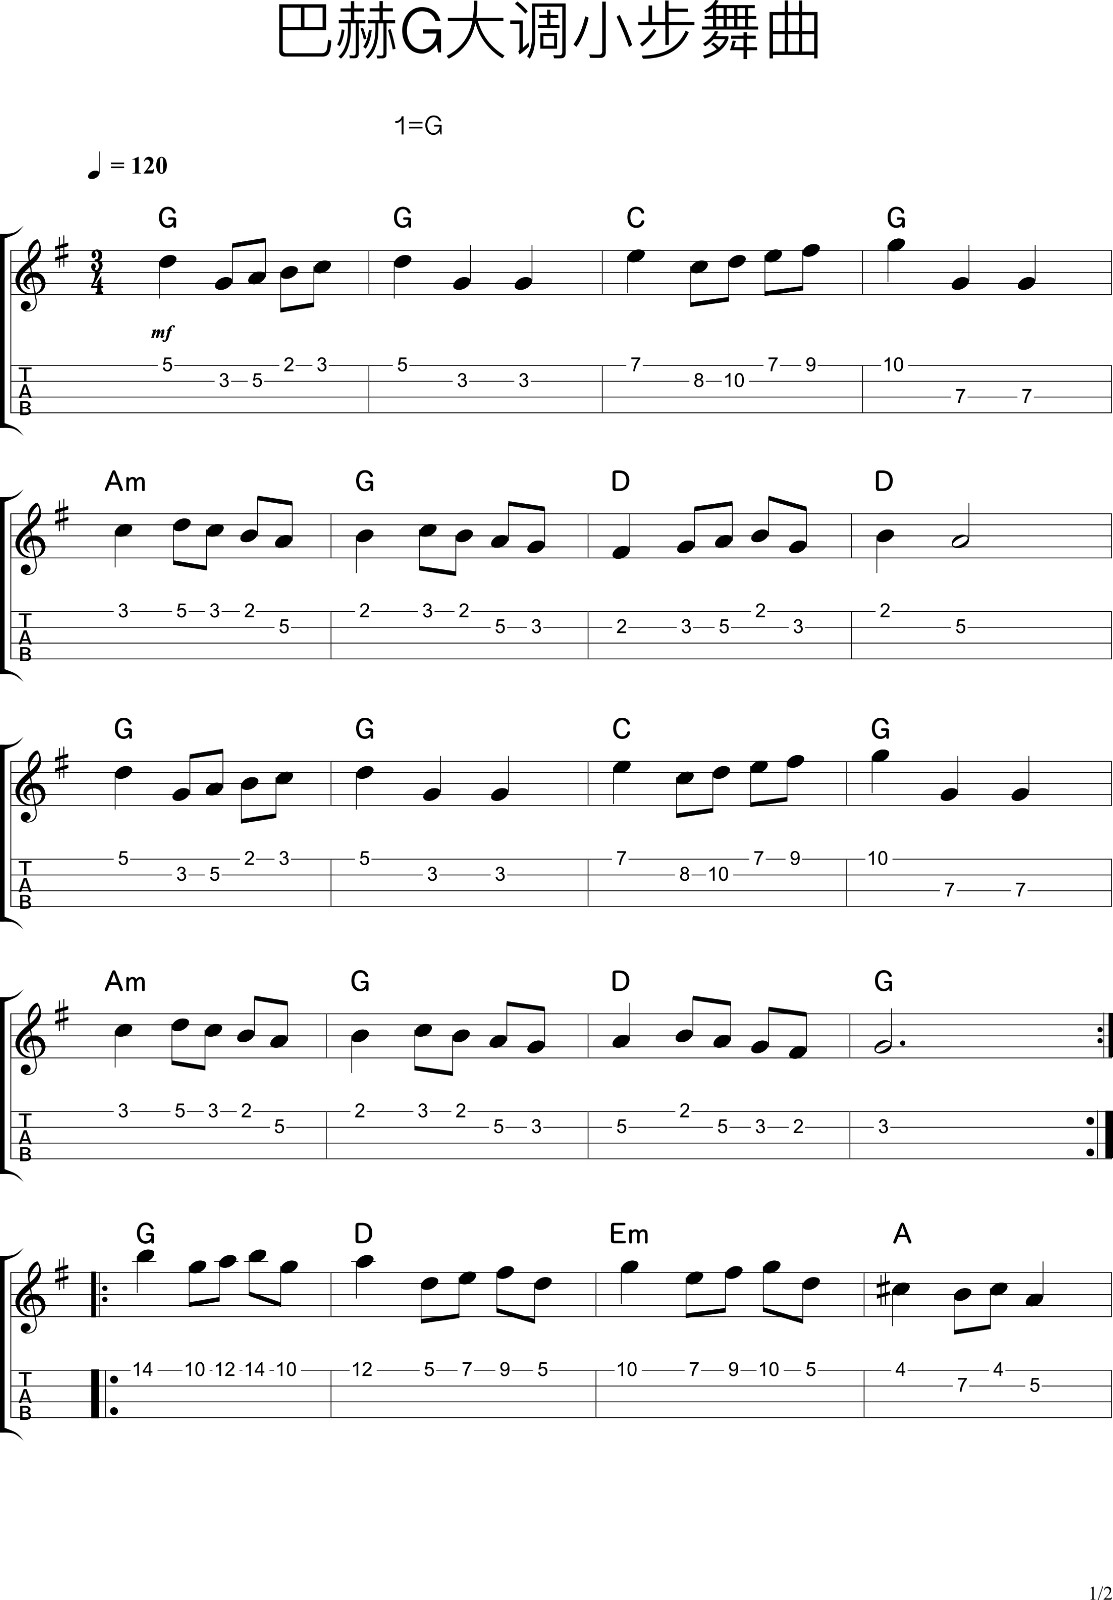 巴赫G大调小步舞曲
1=G
= 120
G G C G
3
4
mf
5 3 5 2 3 5 3 3 7 8 10 7 9 10 7 7
T
A
B
Am G D D
3 5 3 2 5 2 3 2 5 3 2 3 5 2 3 2 5
T
A
B
G G C G
5 3 5 2 3 5 3 3 7 8 10 7 9 10 7 7
T
A
B
Am G D G
3 5 3 2 5 2 3 2 5 3 5 2 5 3 2 3
T
A
B
G D Em A
14 10 12 14 10 12 5 7 9 5 10 7 9 10 5 4 7 4 5
T
A
B
1/2